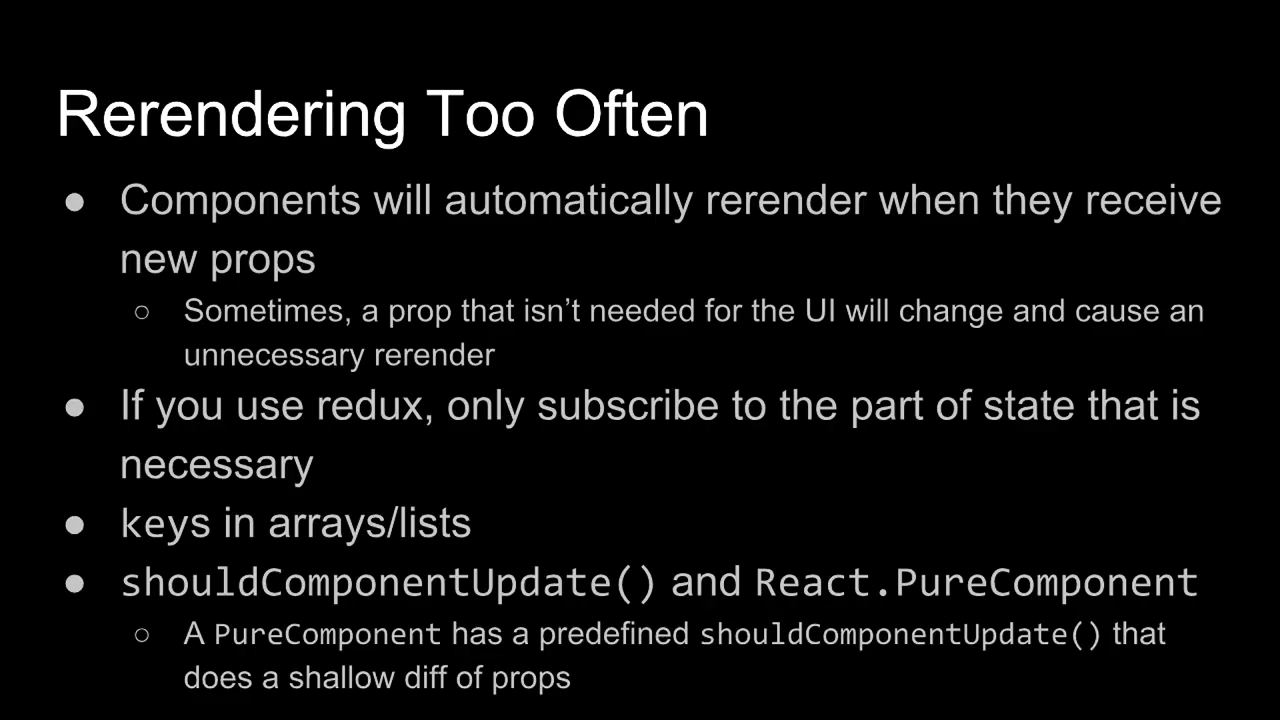 Rerendering Too Often
● Components will automatically rerender when they receive
new props
○ Sometimes, a prop that isn’t needed for the UI will change and cause an
unnecessary rerender
● If you use redux, only subscribe to the part of state that is
necessary
● keys in arrays/lists
● shouldComponentUpdate() and React.PureComponent
○ A PureComponent has a predefined shouldComponentUpdate() that
does a shallow diff of props